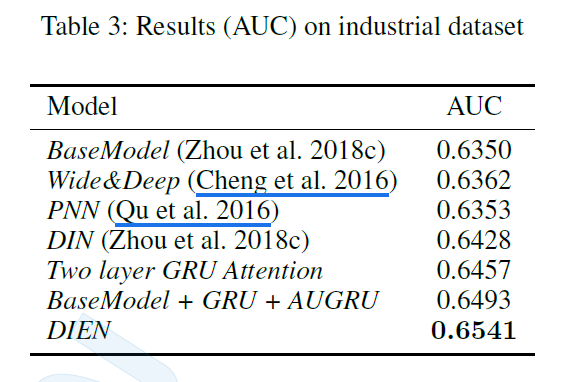 Table 3: Results (AUC) on industrial dataset
Model AUC
BaseModel (Zhou et al. 2018c) 0.6350
Wide&Deep (Cheng et al. 2016) 0.6362
PNN (Qu et al. 2016) 0.6353
DIN (Zhou et al. 2018c) 0.6428
Two layer GRU Attention 0.6457
BaseModel + GRU + AUGRU 0.6493
DIEN 0.6541